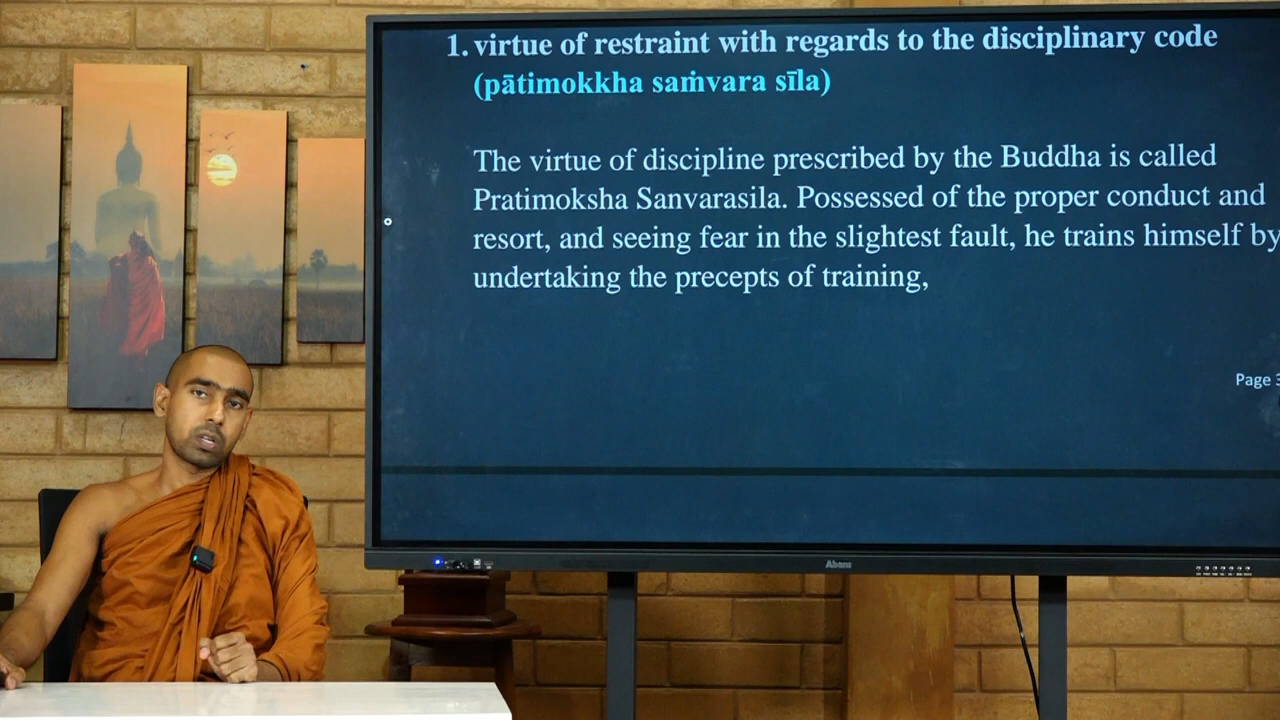 1. virtue of restraint with regards to the disciplinary code
(pātimokkha saṁvara sīla)
The virtue of discipline prescribed by the Buddha is called
Pratimoksha Sanvarasila. Possessed of the proper conduct and
resort, and seeing fear in the slightest fault, he trains himself by
undertaking the precepts of training,
Page 3
Abans